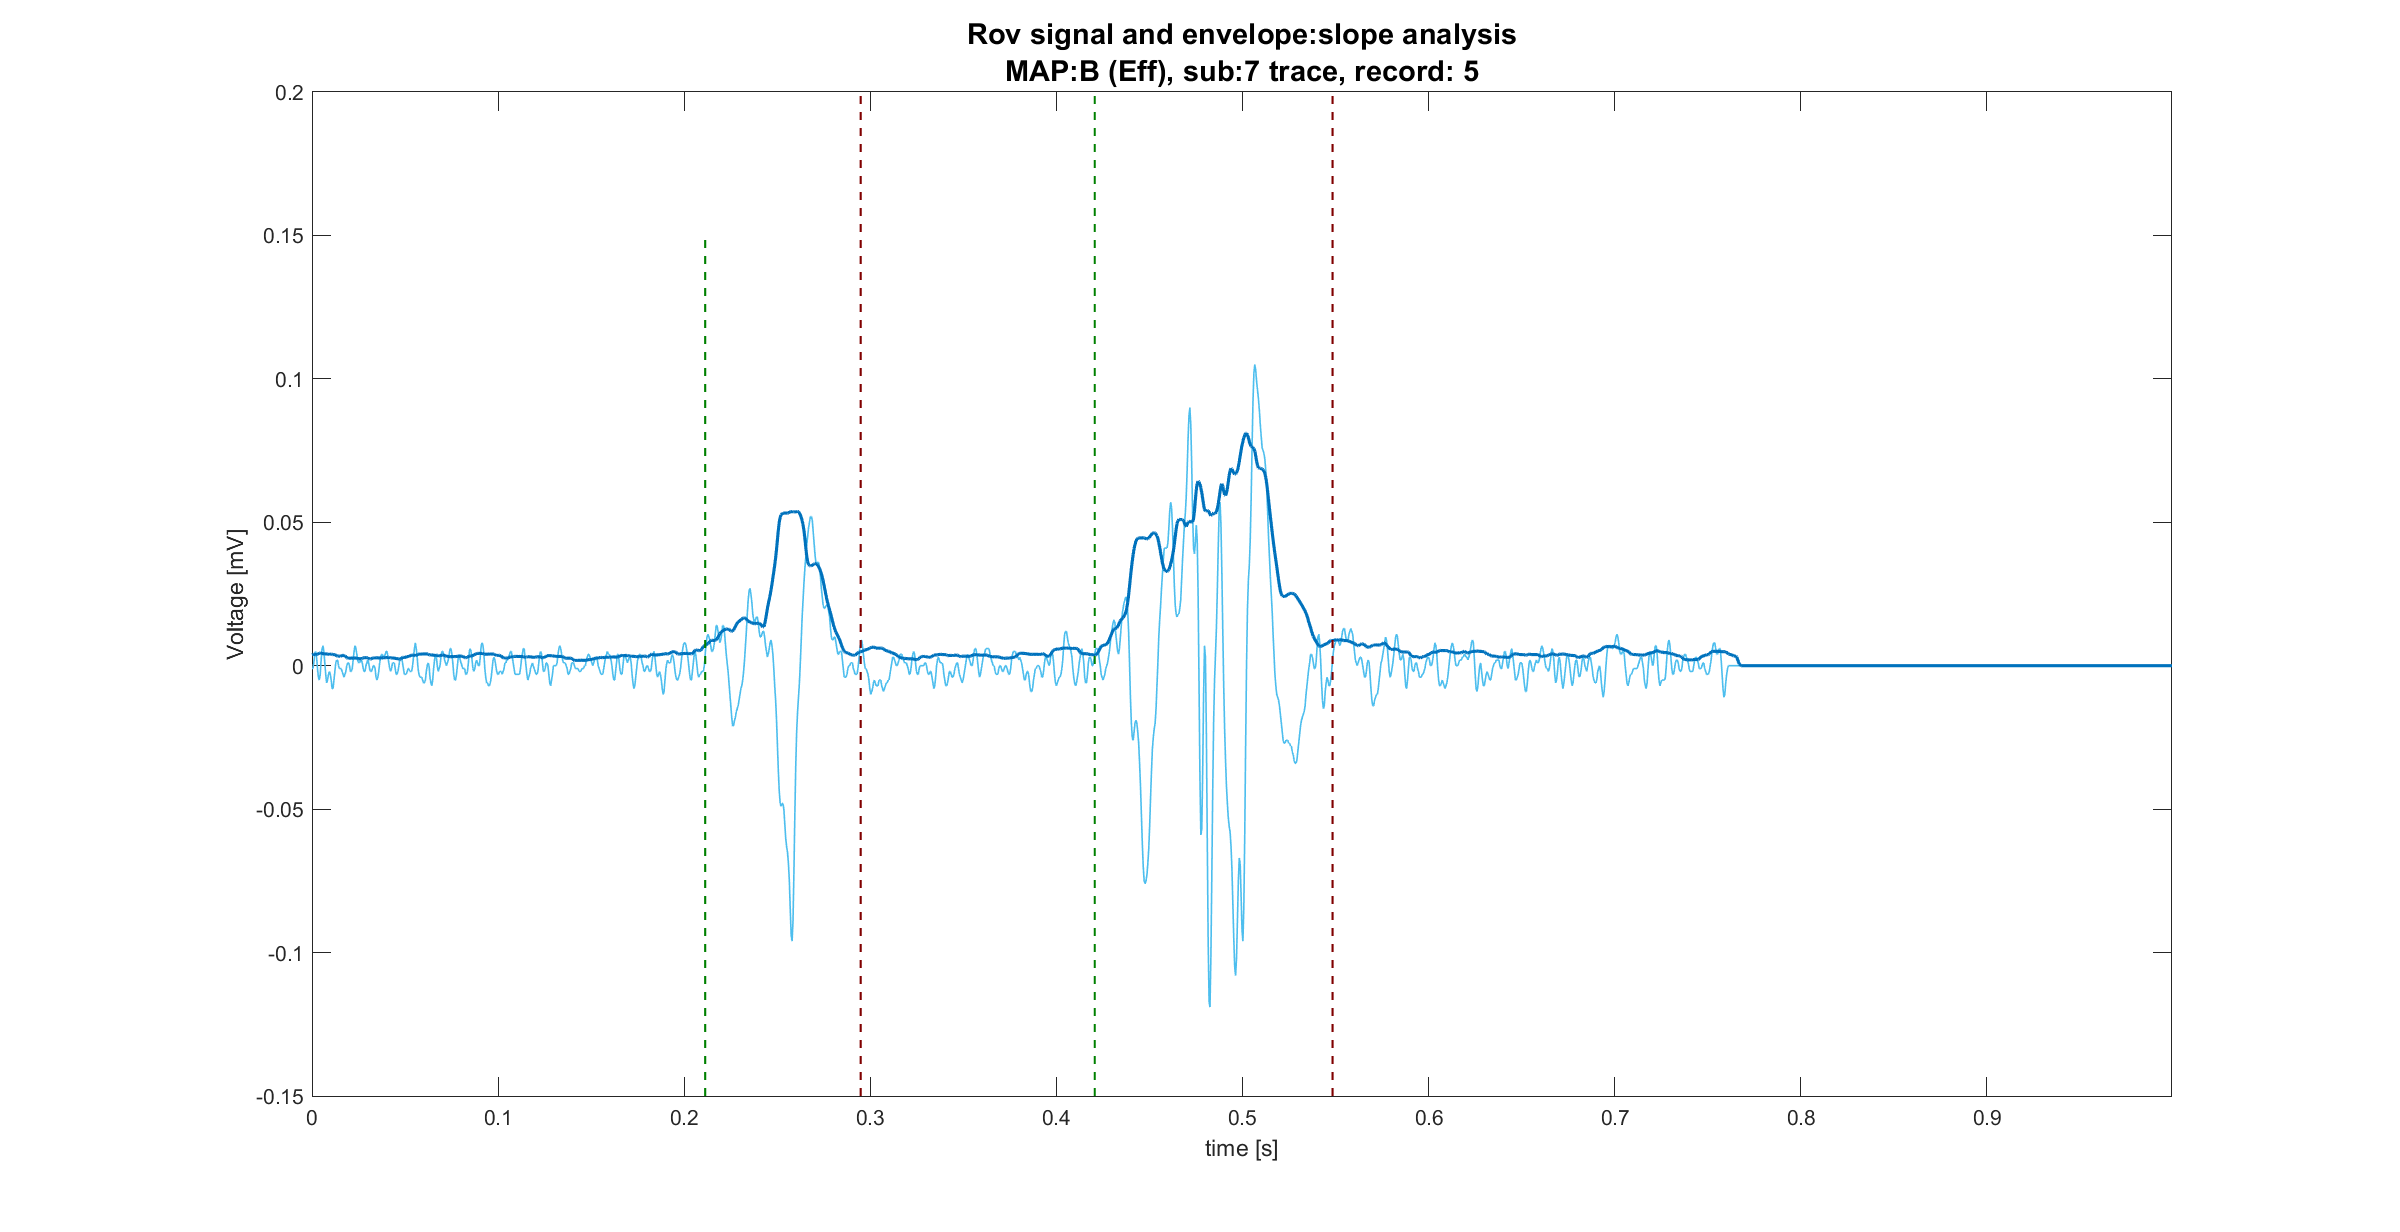 Rov signal and envelope:slope analysis
MAP:B (Eff), sub:7 trace, record: 5
0.2
0.15
0.1
0.05
0
-0.05
-0.1
-0.15
Voltage [mV]
0 0.1 0.2 0.3 0.4 0.5 0.6 0.7 0.8 0.9
time [s]